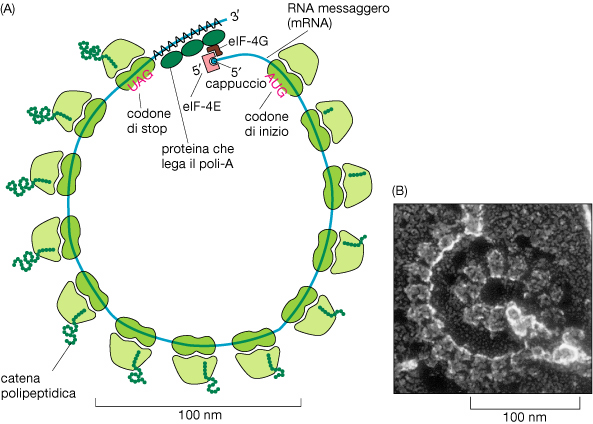 (A)
3′
RNA messaggero
(mRNA)
AAAAAAAAA
eIF-4G
5′
5′
cappuccio
UAG
AUG
eIF-4E
codone
di stop
codone
di inizio
proteina che
lega il poli-A
(B)
catena
polipeptidica
100 nm
100 nm